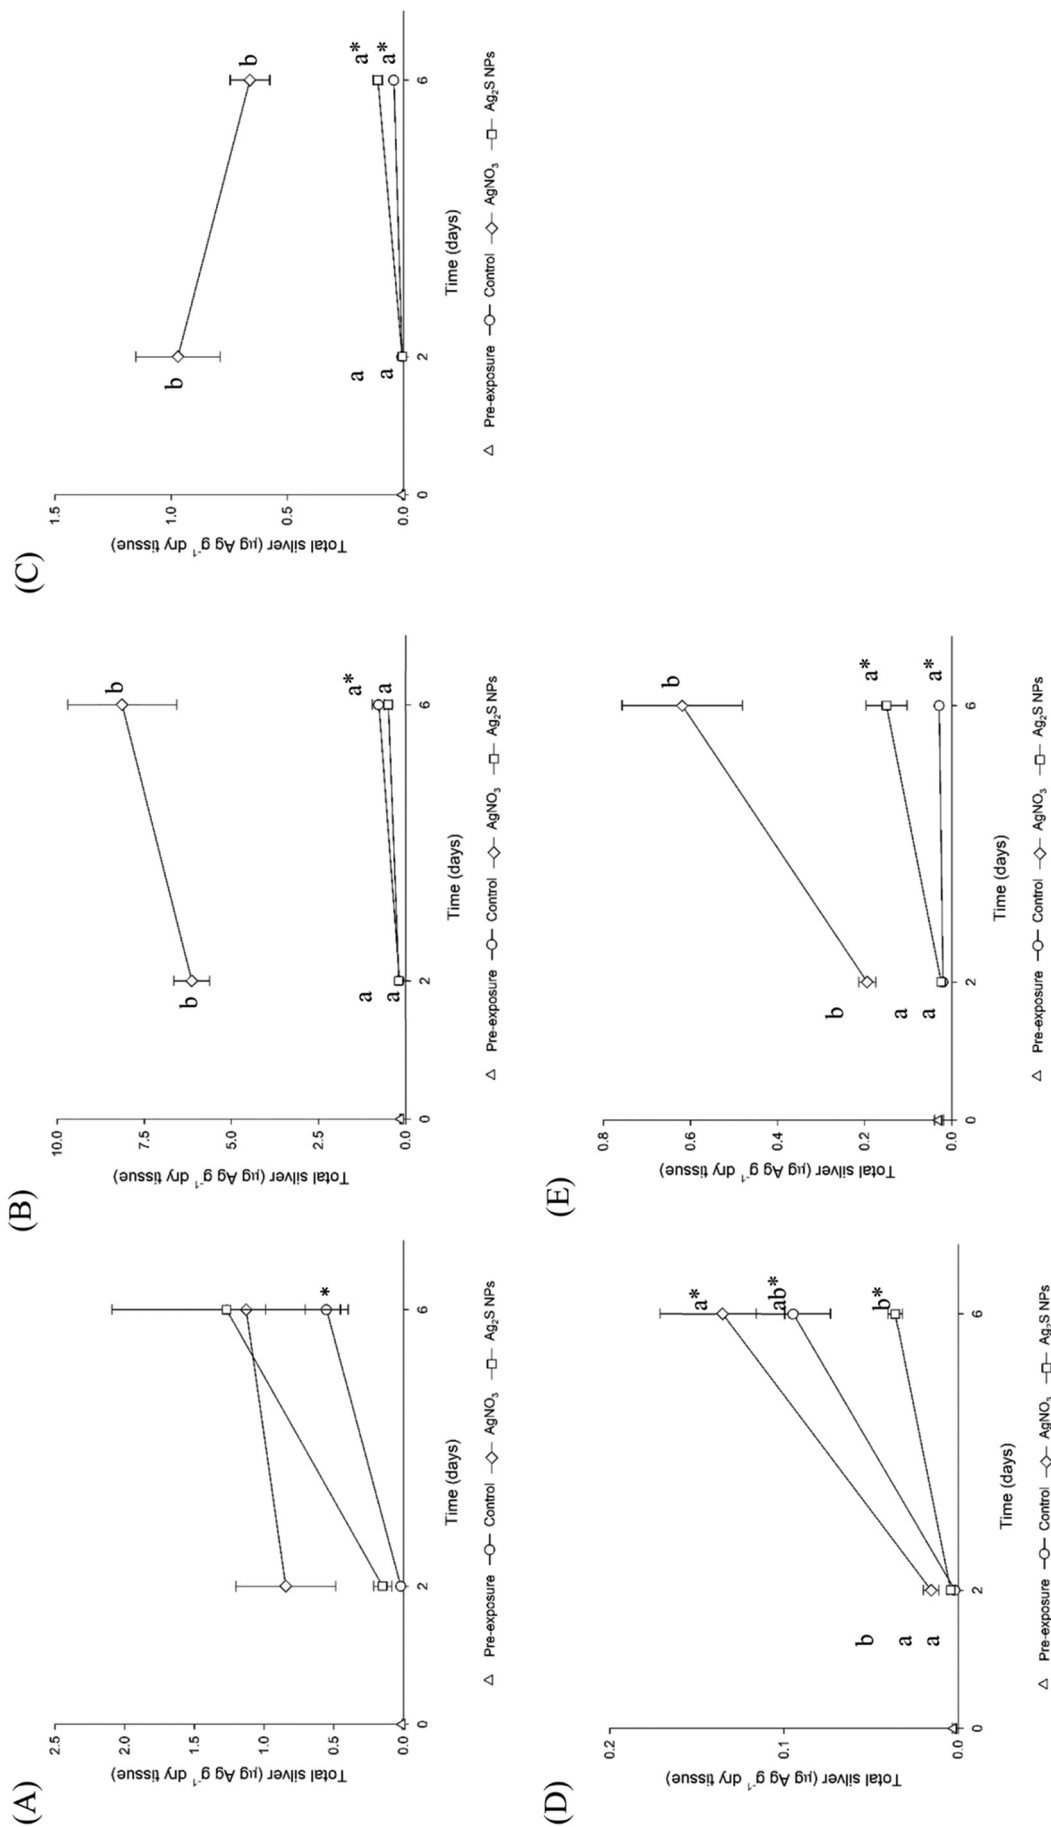 (A)
Total silver (μg Ag g⁻¹ dry tissue)
2.5
2.0
1.5
1.0
0.5
0.0
*
0
2
6
Time (days)
Pre-exposure Control AgNO₃ Ag₂S NPs
(B)
Total silver (μg Ag g⁻¹ dry tissue)
10.0
7.5
5.0
2.5
0.0
b
a
a
b
a*
a
0
2
6
Time (days)
Pre-exposure Control AgNO₃ Ag₂S NPs
(C)
Total silver (μg Ag g⁻¹ dry tissue)
1.5
1.0
0.5
0.0
b
a
a
b
a*
a*
0
2
6
Time (days)
Pre-exposure Control AgNO₃ Ag₂S NPs
(D)
Total silver (μg Ag g⁻¹ dry tissue)
0.2
0.1
0.0
b
a
a
a*
ab*
b*
0
2
6
Time (days)
Pre-exposure Control AgNO₃ Ag₂S NPs
(E)
Total silver (μg Ag g⁻¹ dry tissue)
0.8
0.6
0.4
0.2
0.0
b
a
a
b
a*
a*
0
2
6
Time (days)
Pre-exposure Control AgNO₃ Ag₂S NPs